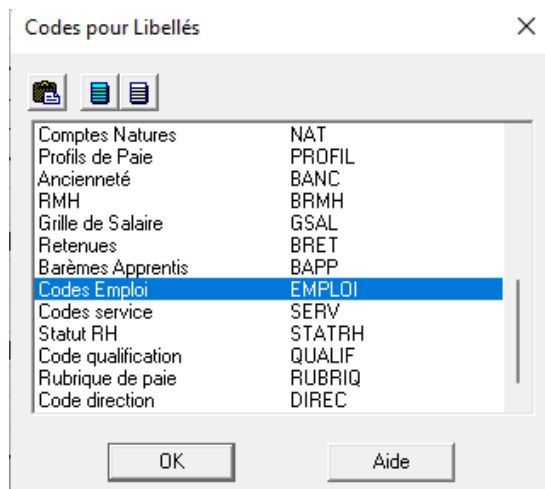 Codes pour Libellés
Comptes Natures NAT
Profils de Paie PROFIL
Ancienneté BANC
RMH BRMH
Grille de Salaire GSAL
Retenues BRET
Barèmes Apprentis BAPP
Codes Emploi EMPLOI
Codes service SERV
Statut RH STATRH
Code qualification QUALIF
Rubrique de paie RUBRIQ
Code direction DIREC
OK Aide